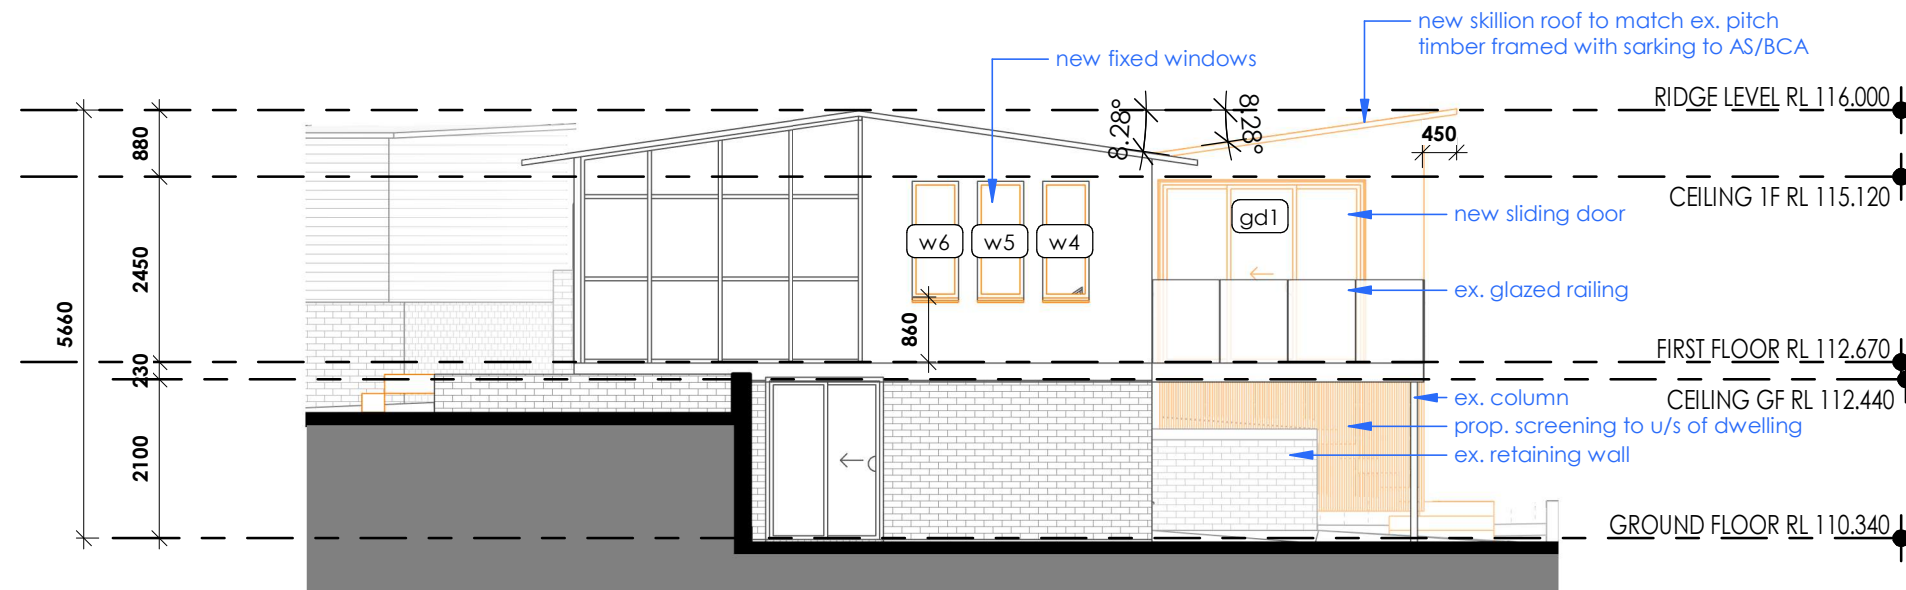 new skillion roof to match ex. pitch
timber framed with sarking to AS/BCA
new fixed windows
RIDGE LEVEL RL 116.000
8.28°
8.28°
450
880
CEILING 1F RL 115.120
new sliding door
gd1
w6
w5
w4
2450
ex. glazed railing
5660
860
FIRST FLOOR RL 112.670
230
CEILING GF RL 112.440
ex. column
prop. screening to u/s of dwelling
ex. retaining wall
2100
GROUND FLOOR RL 110.340